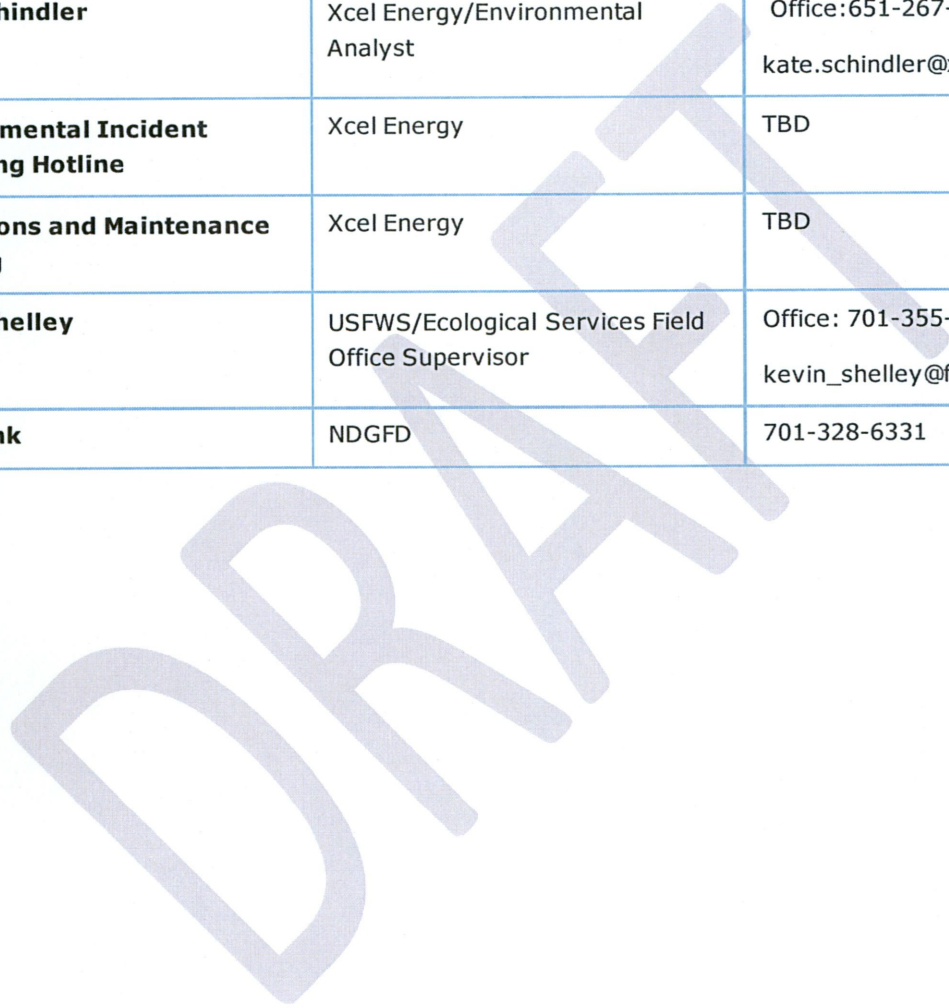 hindler Xcel Energy/Environmental Office:651-267-
Analyst
kate.schindler@
mental Incident Xcel Energy TBD
ng Hotline
ons and Maintenance Xcel Energy TBD
helley USFWS/Ecological Services Field Office: 701-355-
Office Supervisor
kevin_shelley@f
nk NDGFD 701-328-6331
DRAFT